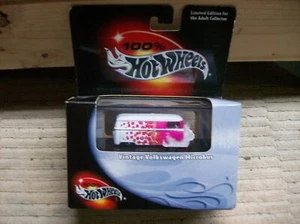 Limited Edition for
the Adult Collector
100%
Hot Wheels
Vintage Volkswagen Microbus
Hot Wheels